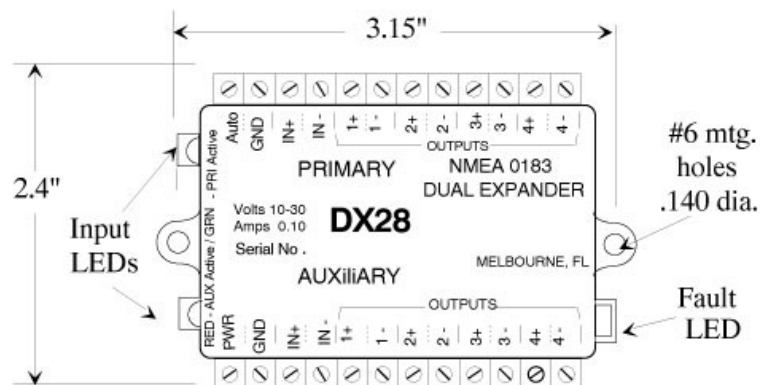 3.15"
2.4"
Auto GND IN+ IN - 1+ 1 - 2+ 2 - 3+ 3 - 4+ 4 -
OUTPUTS
PRIMARY
NMEA 0183
DUAL EXPANDER
#6 mtg.
holes
.140 dia.
Input
LEDs
RED - AUX Active / GRN - PRI Active
Volts 10-30
Amps 0.10
Serial No .
DX28
MELBOURNE, FL
AUXiliARY
OUTPUTS
PWR GND IN+ IN - 1+ 1 - 2+ 2 - 3+ 3 - 4+ 4 -
Fault
LED